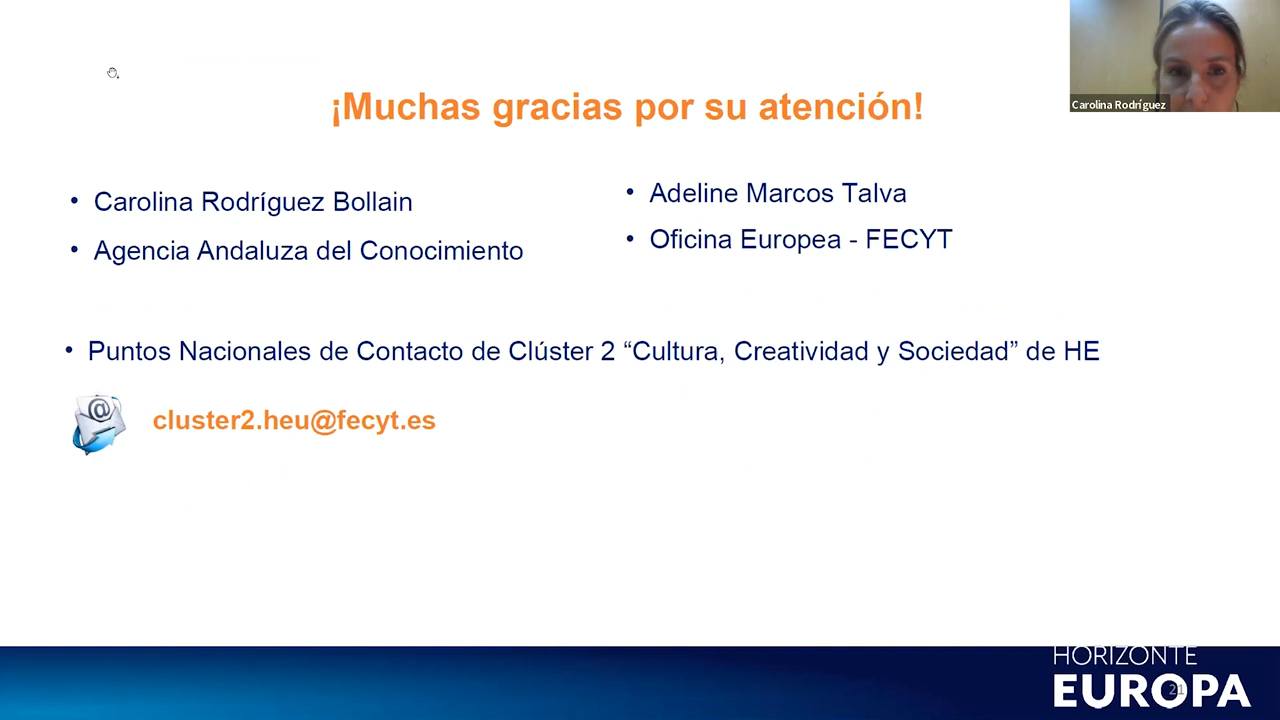 Carolina Rodríguez
¡Muchas gracias por su atención!
• Carolina Rodríguez Bollain
• Agencia Andaluza del Conocimiento
• Adeline Marcos Talva
• Oficina Europea - FECYT
• Puntos Nacionales de Contacto de Clúster 2 “Cultura, Creatividad y Sociedad” de HE
@
cluster2.heu@fecyt.es
HORIZONTE
EUROPA
21